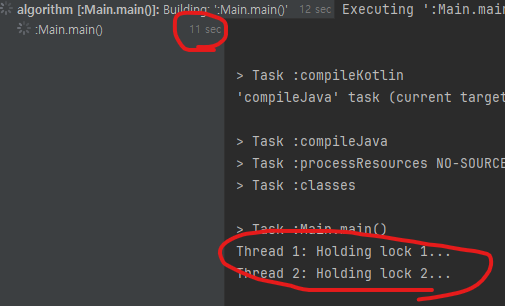 algorithm [:Main.main()]: Building ':Main.main()' 12 sec
:Main.main() 11 sec
Executing ':Main.mai
> Task :compileKotlin
'compileJava' task (current target
> Task :compileJava
> Task :processResources NO-SOURCE
> Task :classes
> Task :Main.main()
Thread 1: Holding lock 1...
Thread 2: Holding lock 2...